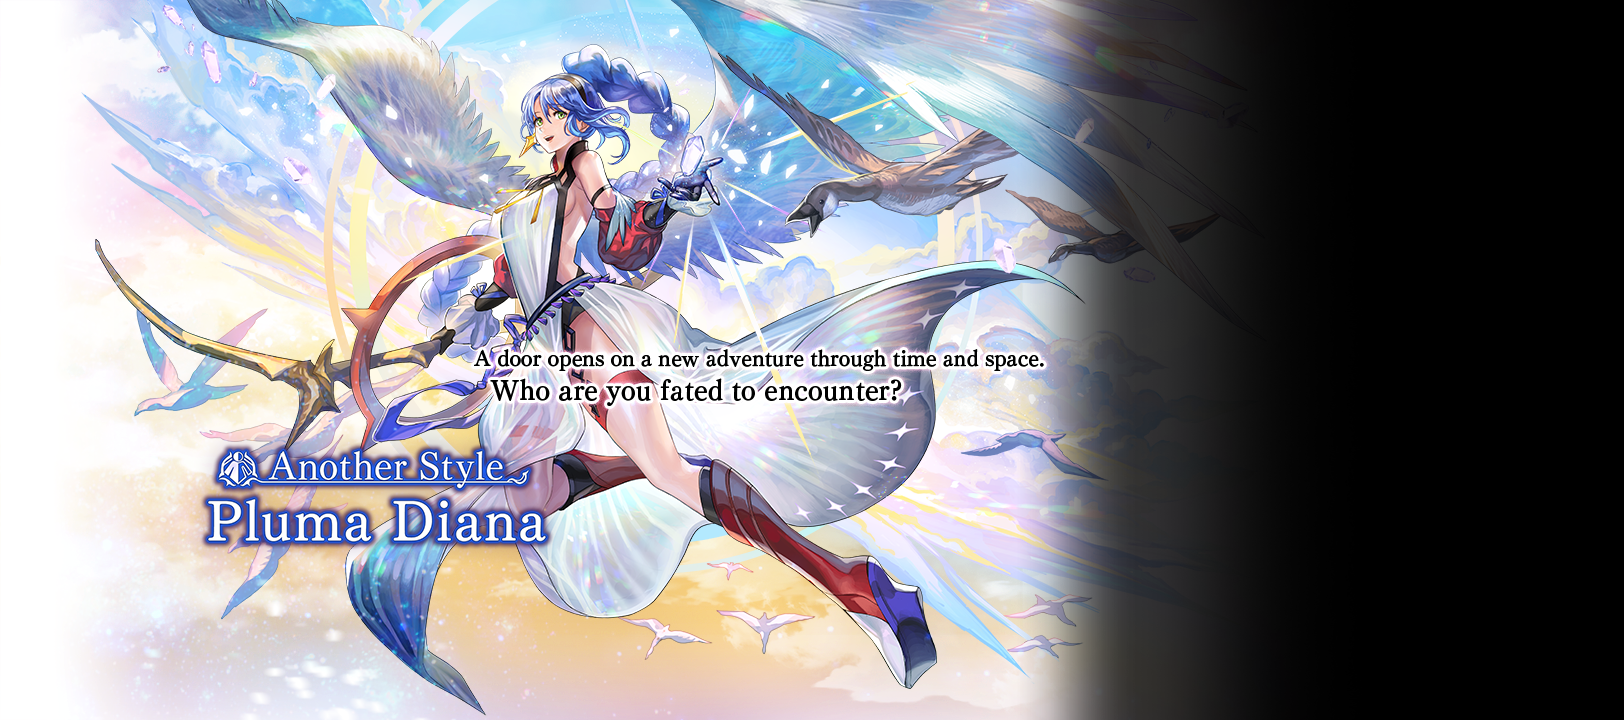 A door opens on a new adventure through time and space.
Who are you fated to encounter?
Another Style
Pluma Diana